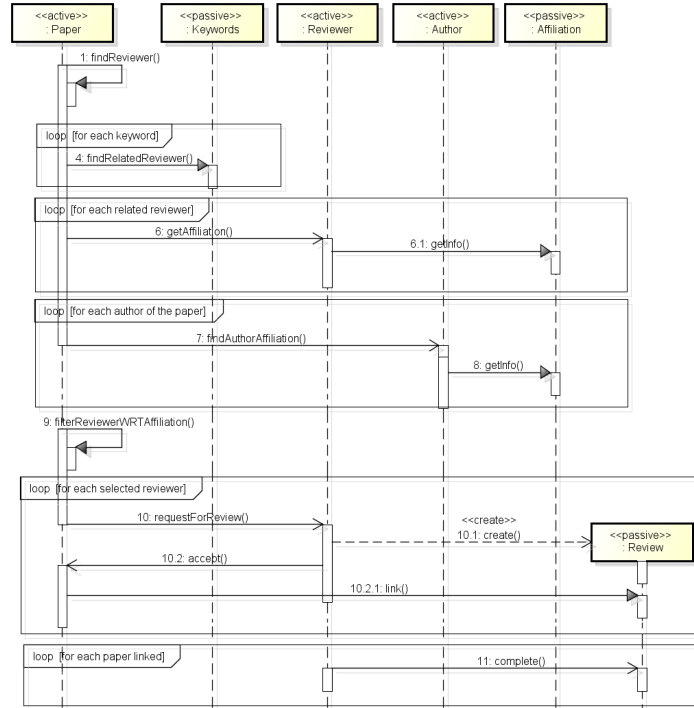 <<active>>
: Paper
<<passive>>
: Keywords
<<active>>
: Reviewer
<<active>>
: Author
<<passive>>
: Affiliation
1: findReviewer()
loop [for each keyword]
4: findRelatedReviewer()
loop [for each related reviewer]
6: getAffiliation()
6.1: getInfo()
loop [for each author of the paper]
7: findAuthorAffiliation()
8: getInfo()
9: filterReviewerWRTAffiliation()
loop [for each selected reviewer]
10: requestForReview()
<<create>>
10.1: create()
<<passive>>
: Review
10.2: accept()
10.2.1: link()
loop [for each paper linked]
11: complete()